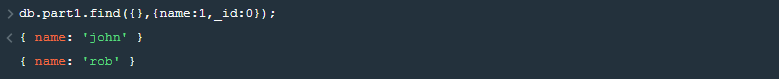 > db.part1.find({},{name:1,_id:0});
< { name: 'john' }
{ name: 'rob' }